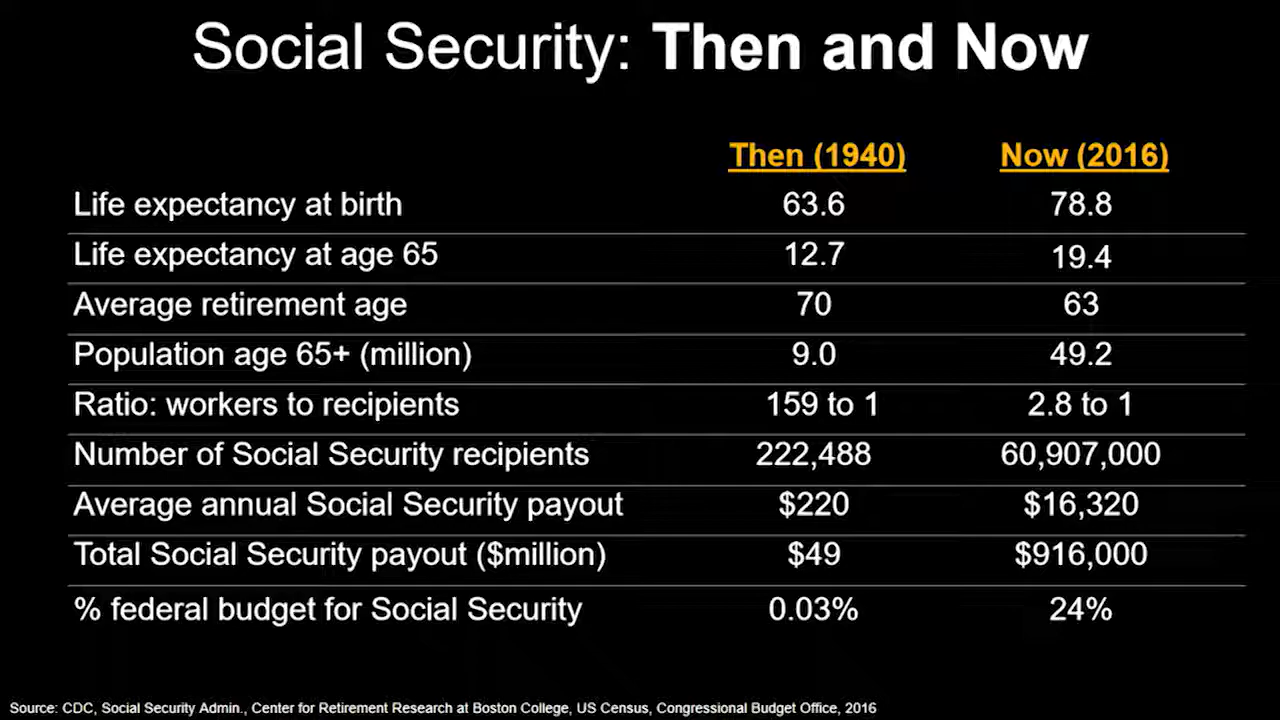 Social Security: Then and Now
Then (1940) Now (2016)
Life expectancy at birth 63.6 78.8
Life expectancy at age 65 12.7 19.4
Average retirement age 70 63
Population age 65+ (million) 9.0 49.2
Ratio: workers to recipients 159 to 1 2.8 to 1
Number of Social Security recipients 222,488 60,907,000
Average annual Social Security payout $220 $16,320
Total Social Security payout ($million) $49 $916,000
% federal budget for Social Security 0.03% 24%
Source: CDC, Social Security Admin., Center for Retirement Research at Boston College, US Census, Congressional Budget Office, 2016